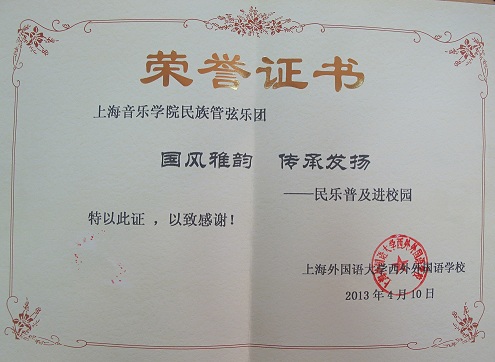 荣誉证书
上海音乐学院民族管弦乐团
国风雅韵 传承发扬
——民乐普及进校园
特以此证，以致感谢！
上海外国语大学西外外国语学校
2013年4月10日